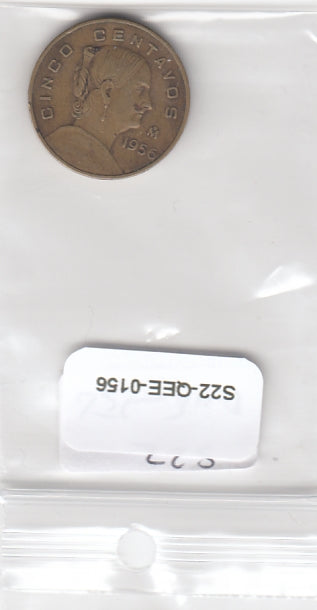 CINCO CENTAVOS
M
1956
S22-QEE-0156